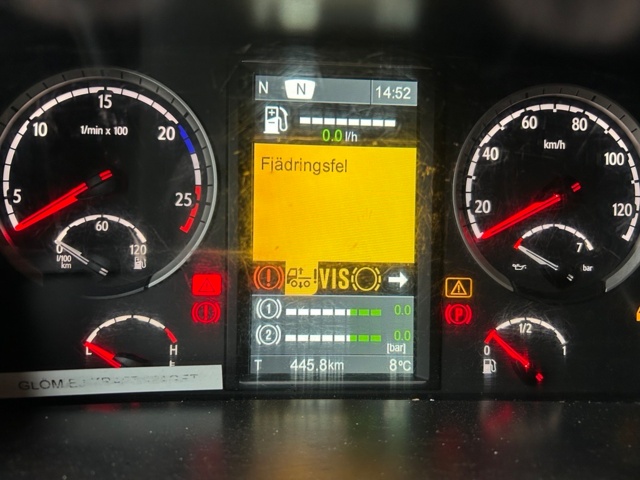 N N 14:52
0.0 l/h
Fjädringsfel
VIS
1 0.0
2 0.0
[bar]
T 445.8km 8°C
5 10 15 20 25
1/min x 100
0 60 120
l/100 km
L H
20 40 60 80 100 120
km/h
7
bar
P
0 1/2 1